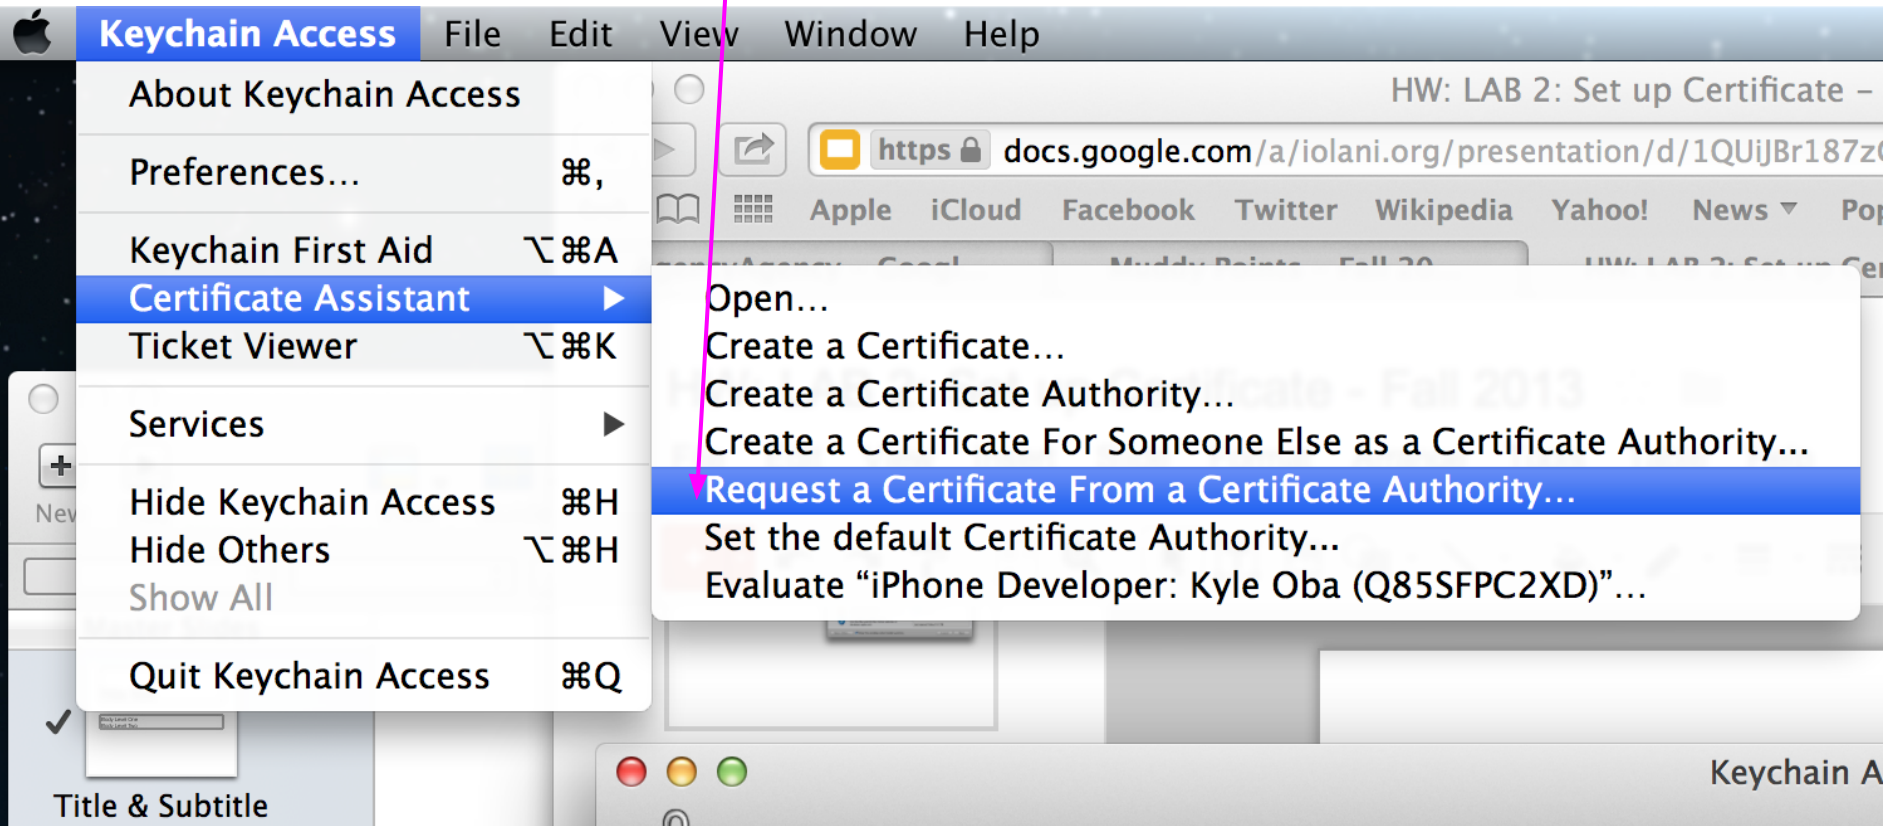 Keychain Access File Edit View Window Help
About Keychain Access
Preferences... ⌘,
Keychain First Aid ⌥⌘A
Certificate Assistant ▶
Ticket Viewer ⌥⌘K
Services ▶
Hide Keychain Access ⌘H
Hide Others ⌥⌘H
Show All
Quit Keychain Access ⌘Q
HW: LAB 2: Set up Certificate –
https docs.google.com/a/iolani.org/presentation/d/1QUiJBr187z
Apple iCloud Facebook Twitter Wikipedia Yahoo! News ▼ Pop
Open...
Create a Certificate...
Create a Certificate Authority...
Create a Certificate For Someone Else as a Certificate Authority...
Request a Certificate From a Certificate Authority...
Set the default Certificate Authority...
Evaluate “iPhone Developer: Kyle Oba (Q85SFPC2XD)”...
New
Title & Subtitle
Keychain A